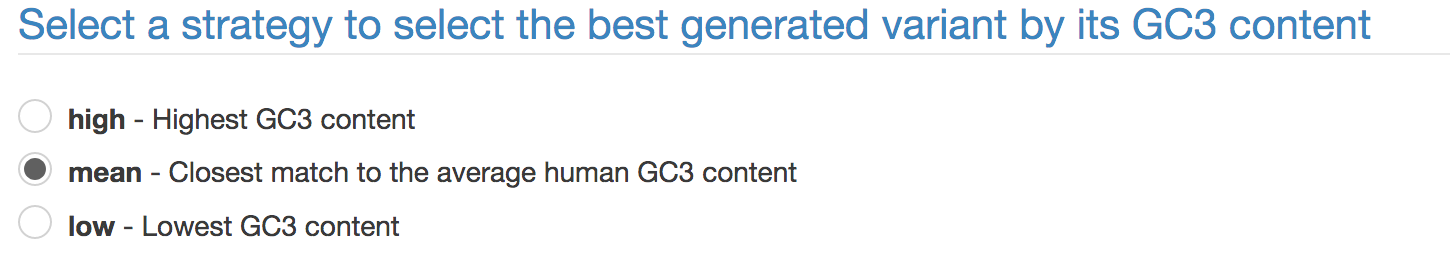 Select a strategy to select the best generated variant by its GC3 content
high - Highest GC3 content
mean - Closest match to the average human GC3 content
low - Lowest GC3 content